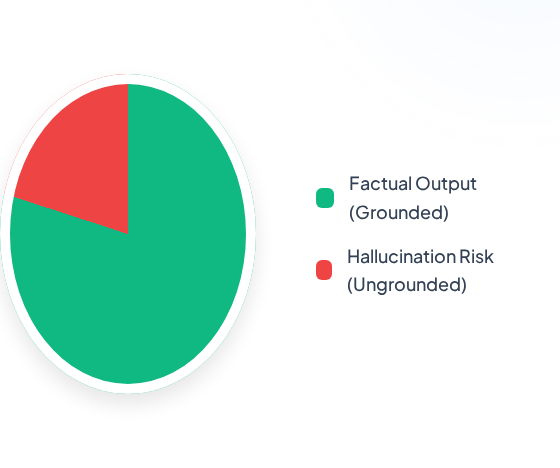 Factual Output
(Grounded)
Hallucination Risk
(Ungrounded)